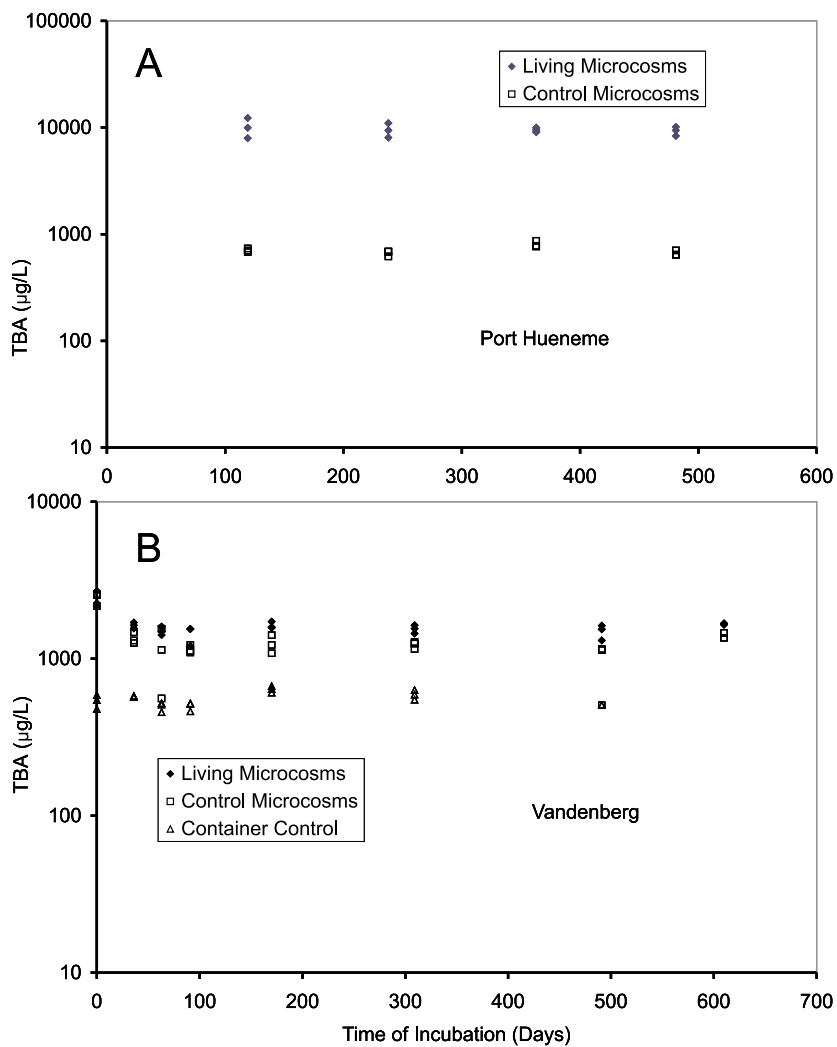 100000
A
Living Microcosms
Control Microcosms
10000
1000
TBA (µg/L)
100
Port Hueneme
10
0 100 200 300 400 500 600
10000
B
1000
TBA (µg/L)
Living Microcosms
Control Microcosms
Container Control
100
Vandenberg
10
0 100 200 300 400 500 600 700
Time of Incubation (Days)